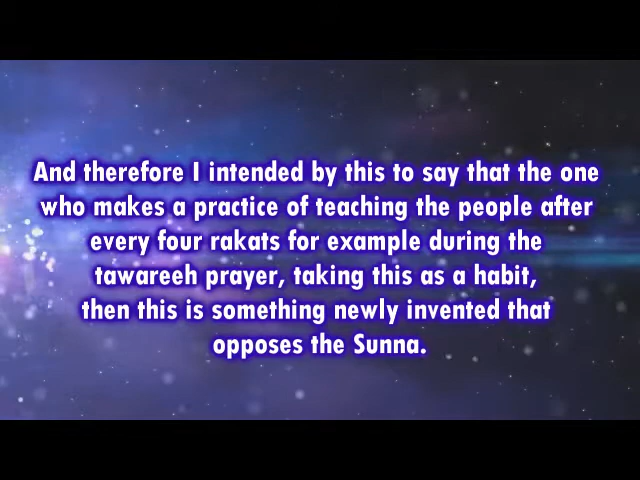 And therefore I intended by this to say that the one
who makes a practice of teaching the people after
every four rakats for example during the
tawareeh prayer, taking this as a habit,
then this is something newly invented that
opposes the Sunna.